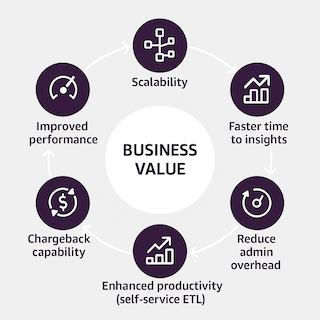 Scalability
Faster time
to insights
Reduce
admin
overhead
Enhanced productivity
(self-service ETL)
Chargeback
capability
$
Improved
performance
BUSINESS
VALUE